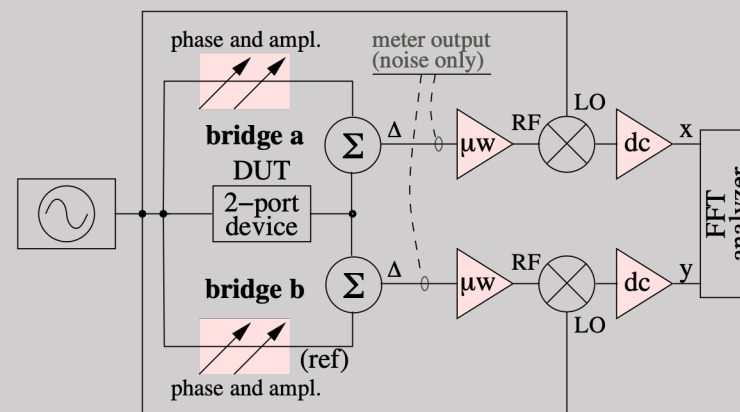 phase and ampl.
meter output
(noise only)
bridge a
Σ
Δ
μw
RF
LO
dc
x
DUT
2−port
device
FFT
analyzer
bridge b
Σ
Δ
μw
RF
LO
dc
y
(ref)
phase and ampl.